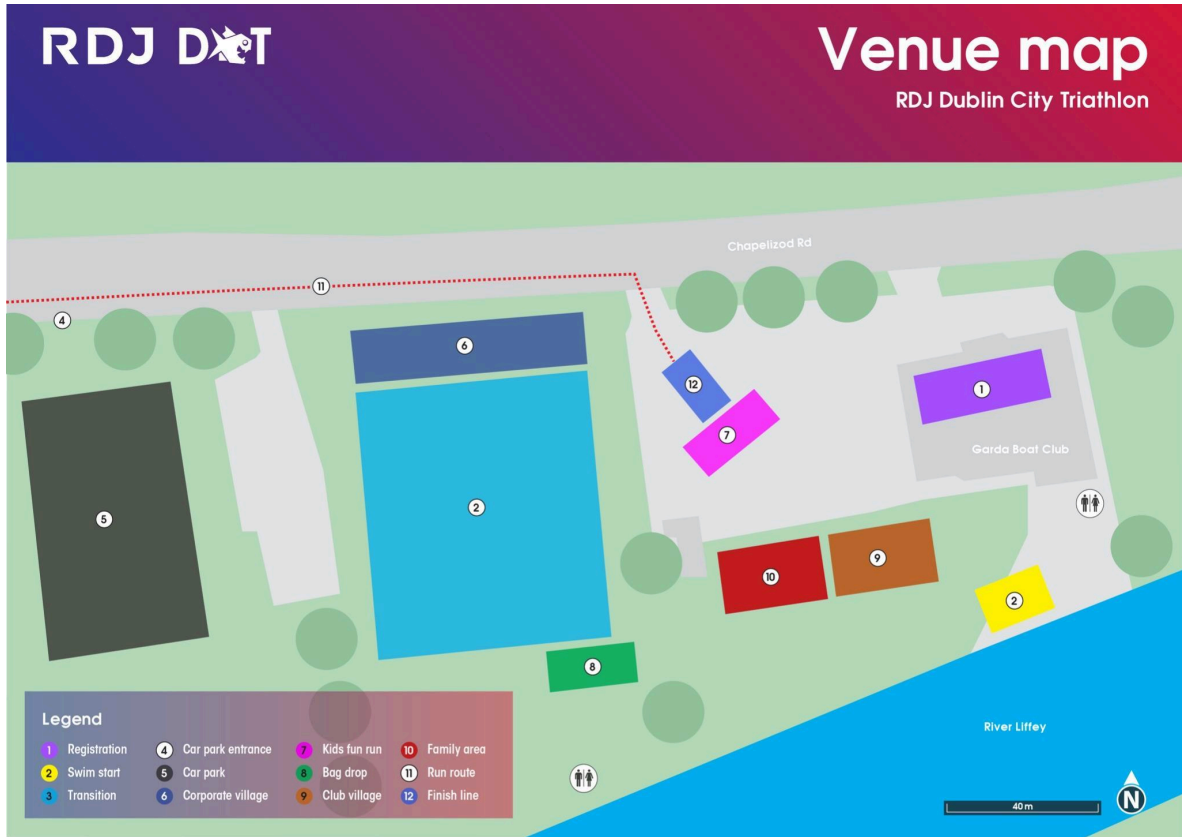 RDJ DCT
Venue map
RDJ Dublin City Triathlon
Chapelizod Rd
11
4
6
12
1
7
Garda Boat Club
2
5
10
9
2
8
Legend
1 Registration
2 Swim start
3 Transition
4 Car park entrance
5 Car park
6 Corporate village
7 Kids fun run
8 Bag drop
9 Club village
10 Family area
11 Run route
12 Finish line
River Liffey
40 m
N